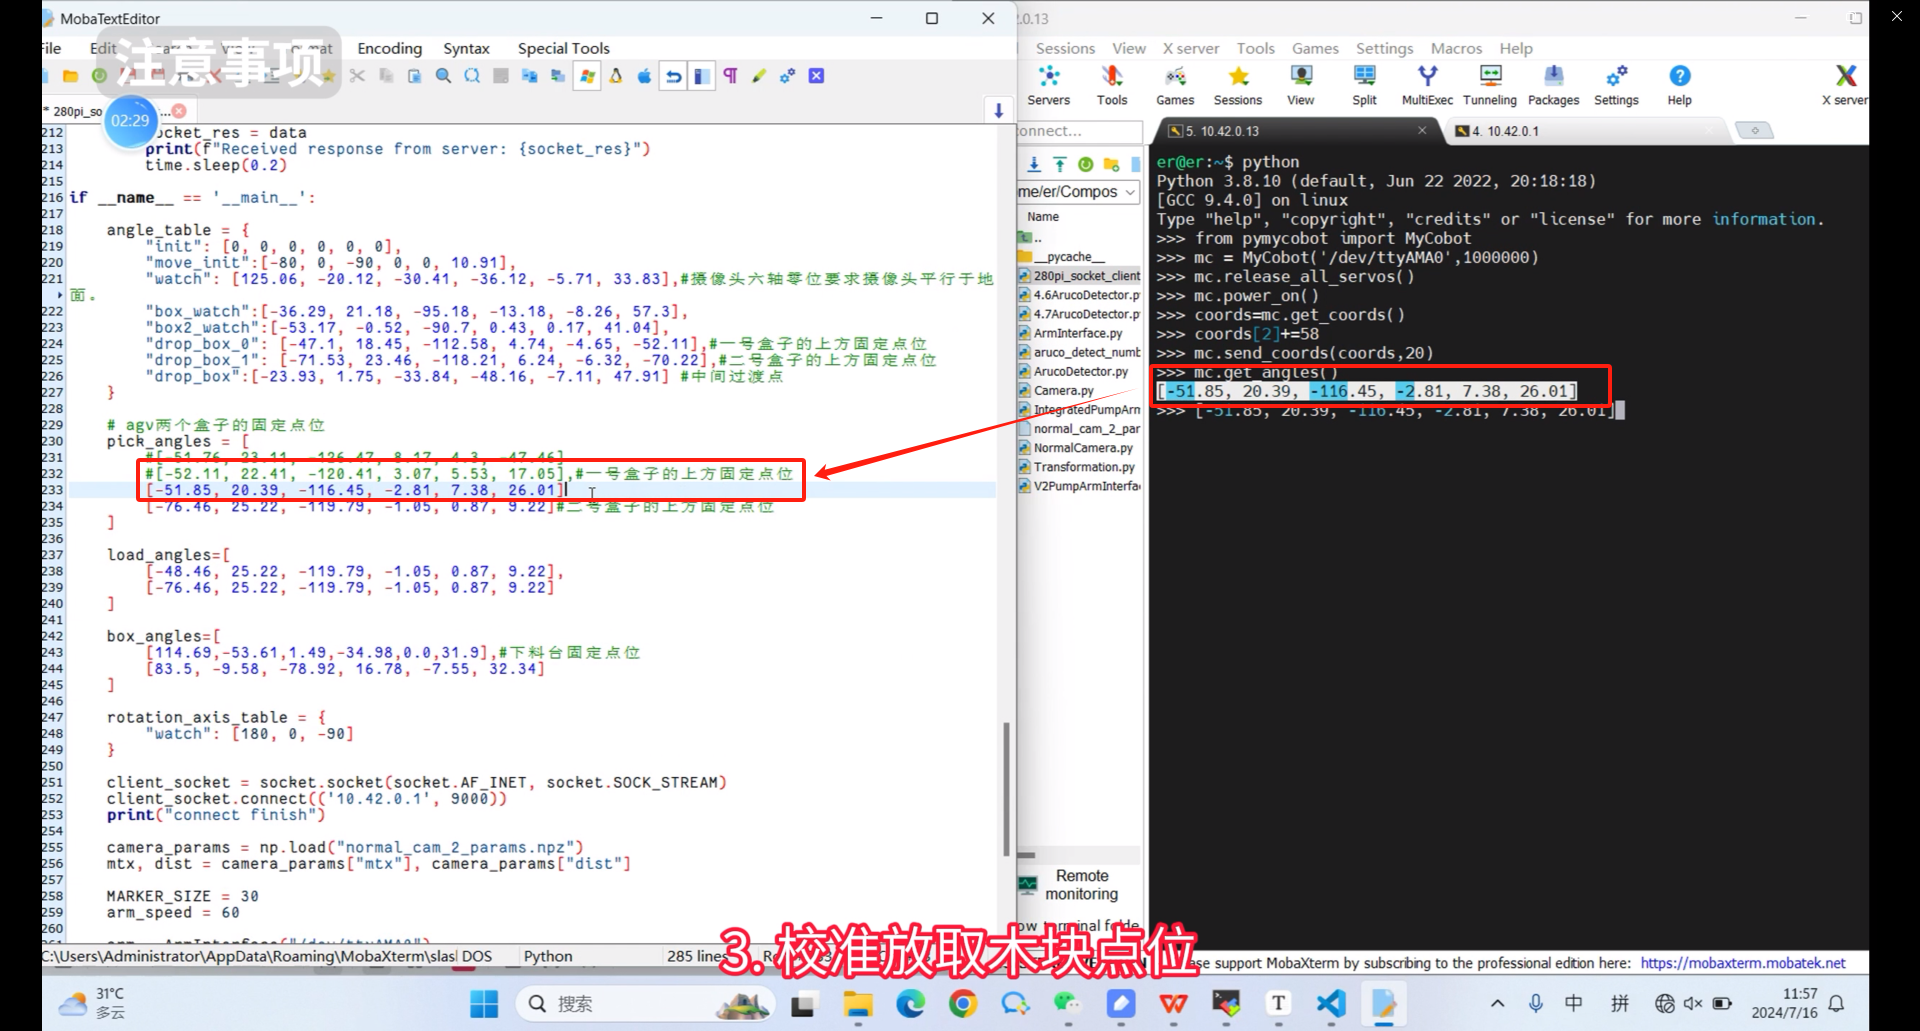 MobaTextEditor
File Edit Format Encoding Syntax Special Tools
注意事项
02:29
* 280pi_so ...
212 socket_res = data
213 print(f"Received response from server: {socket_res}")
214 time.sleep(0.2)
215
216 if __name__ == '__main__':
217
218 angle_table = {
219 "init": [0, 0, 0, 0, 0, 0],
220 "move_init":[-80, 0, -90, 0, 0, 10.91],
221 "watch": [125.06, -20.12, -30.41, -36.12, -5.71, 33.83],#摄像头六轴零位要求摄像头平行于地
面。
222 "box_watch":[-36.29, 21.18, -95.18, -13.18, -8.26, 57.3],
223 "box2_watch":[-53.17, -0.52, -90.7, 0.43, 0.17, 41.04],
224 "drop_box_0": [-47.1, 18.45, -112.58, 4.74, -4.65, -52.11],#一号盒子的上方固定点位
225 "drop_box_1": [-71.53, 23.46, -118.21, 6.24, -6.32, -70.22],#二号盒子的上方固定点位
226 "drop_box":[-23.93, 1.75, -33.84, -48.16, -7.11, 47.91] #中间过渡点
227 }
228
229 # agv两个盒子的固定点位
230 pick_angles = [
231 #[-51.76, 23.11, -126.47, 8.17, 4.3, -47.46]
232 #[-52.11, 22.41, -120.41, 3.07, 5.53, 17.05],#一号盒子的上方固定点位
233 [-51.85, 20.39, -116.45, -2.81, 7.38, 26.01]
234 [-76.46, 25.22, -119.79, -1.05, 0.87, 9.22]#二号盒子的上方固定点位
235 ]
236
237 load_angles=[
238 [-48.46, 25.22, -119.79, -1.05, 0.87, 9.22],
239 [-76.46, 25.22, -119.79, -1.05, 0.87, 9.22]
240 ]
241
242 box_angles=[
243 [114.69,-53.61,1.49,-34.98,0.0,31.9],#下料台固定点位
244 [83.5, -9.58, -78.92, 16.78, -7.55, 32.34]
245 ]
246
247 rotation_axis_table = {
248 "watch": [180, 0, -90]
249 }
250
251 client_socket = socket.socket(socket.AF_INET, socket.SOCK_STREAM)
252 client_socket.connect(('10.42.0.1', 9000))
253 print("connect finish")
254
255 camera_params = np.load("normal_cam_2_params.npz")
256 mtx, dist = camera_params["mtx"], camera_params["dist"]
257
258 MARKER_SIZE = 30
259 arm_speed = 60
260
C:\Users\Administrator\AppData\Roaming\MobaXterm\slas DOS Python 285 lines
.0.13
Sessions View X server Tools Games Settings Macros Help
Servers Tools Games Sessions View Split MultiExec Tunneling Packages Settings Help X server
onnect...
5. 10.42.0.13
4. 10.42.0.1
me/er/Compos
Name
..
__pycache__
280pi_socket_client
4.6ArucoDetector.py
4.7ArucoDetector.py
ArmInterface.py
aruco_detect_numb
ArucoDetector.py
Camera.py
IntegratedPumpArm
normal_cam_2_par
NormalCamera.py
Transformation.py
V2PumpArmInterfa
Remote
monitoring
er@er:~$ python
Python 3.8.10 (default, Jun 22 2022, 20:18:18)
[GCC 9.4.0] on linux
Type "help", "copyright", "credits" or "license" for more information.
>>> from pymycobot import MyCobot
>>> mc = MyCobot('/dev/ttyAMA0',1000000)
>>> mc.release_all_servos()
>>> mc.power_on()
>>> coords=mc.get_coords()
>>> coords[2]+=58
>>> mc.send_coords(coords,20)
>>> mc.get_angles()
[-51.85, 20.39, -116.45, -2.81, 7.38, 26.01]
>>> [-51.85, 20.39, -116.45, -2.81, 7.38, 26.01]
3.校准放取木块点位
ase support MobaXterm by subscribing to the professional edition here: https://mobaxterm.mobatek.net
31°C
多云
搜索
中 拼
11:57
2024/7/16